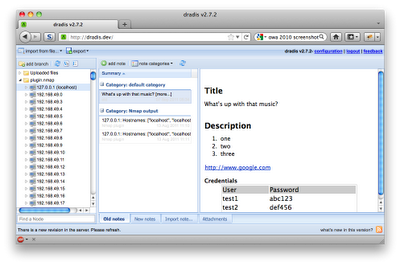 dradis v2.7.2
http://dradis.dev/
owa 2010 screenshot
dradis v2.7.2
import from file...
export
add note
note categories
dradis v2.7.2- configuration | logout | feedback
add branch
Summary
Uploaded files
plugin.nmap
127.0.0.1 (localhost)
192.168.49.0
192.168.49.3
192.168.49.4
192.168.49.5
192.168.49.6
192.168.49.7
192.168.49.8
192.168.49.9
192.168.49.10
192.168.49.11
192.168.49.12
192.168.49.13
192.168.49.14
192.168.49.15
192.168.49.16
192.168.49.17
Find a Node
Category: default category
What's up with that music? [more...]
Category: Nmap output
127.0.0.1: Hostnames: ["localhost", "localhost
127.0.0.1: Hostnames: ["localhost", "localhost
Title
What's up with that music?
Description
1. one
2. two
3. three
http://www.google.com
Credentials
User Password
test1 abc123
test2 def456
Old notes New notes Import note... Attachments
There is a new revision in the server. Please refresh.
what's new in this version?